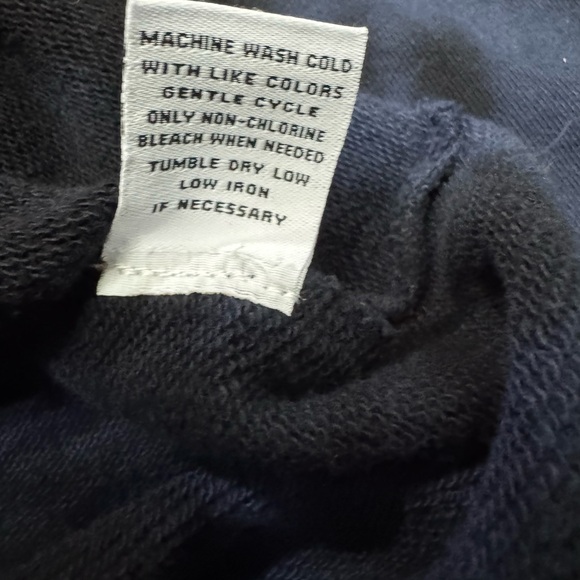 MACHINE WASH COLD
WITH LIKE COLORS
GENTLE CYCLE
ONLY NON-CHLORINE
BLEACH WHEN NEEDED
TUMBLE DRY LOW
LOW IRON
IF NECESSARY